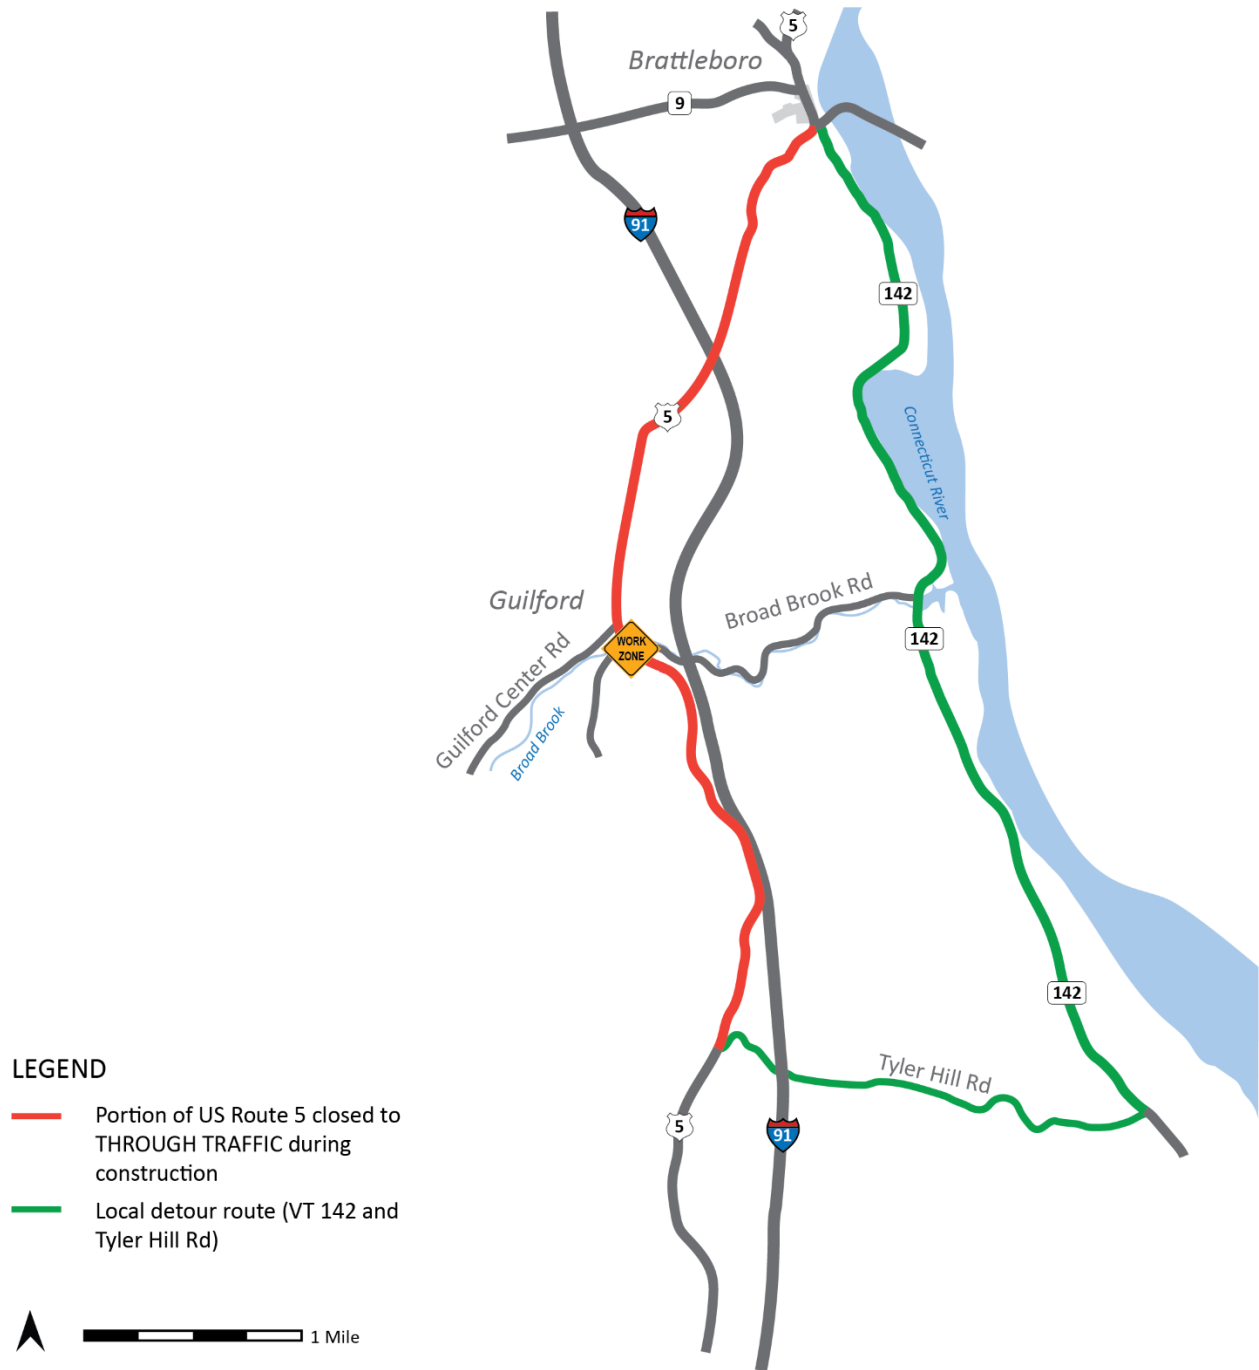 5
Brattleboro
9
91
142
5
Connecticut River
Guilford
Broad Brook Rd
WORK
ZONE
142
Guilford Center Rd
Broad Brook
142
Tyler Hill Rd
5
91
LEGEND
Portion of US Route 5 closed to
THROUGH TRAFFIC during
construction
Local detour route (VT 142 and
Tyler Hill Rd)
1 Mile